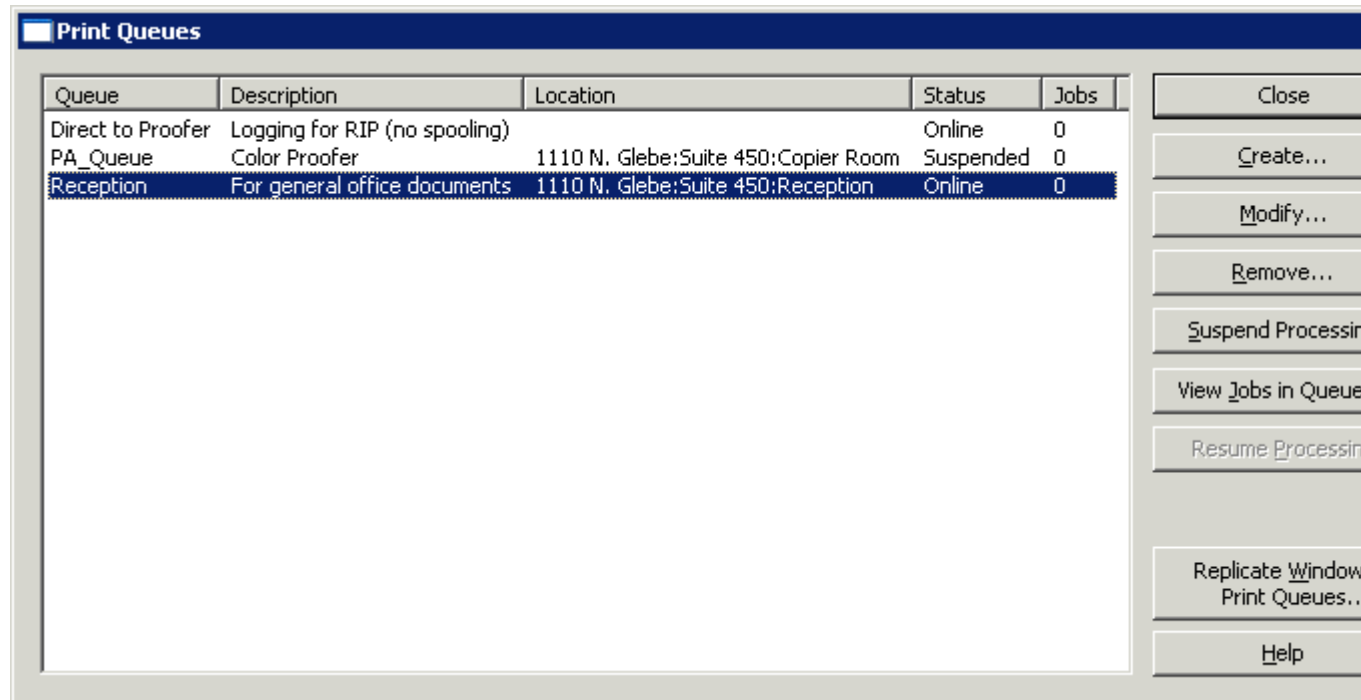 Print Queues
Queue Description Location Status Jobs
Direct to Proofer Logging for RIP (no spooling) Online 0
PA_Queue Color Proofer 1110 N. Glebe:Suite 450:Copier Room Suspended 0
Reception For general office documents 1110 N. Glebe:Suite 450:Reception Online 0
Close
Create...
Modify...
Remove...
Suspend Processin
View Jobs in Queue
Resume Processin
Replicate Window
Print Queues..
Help